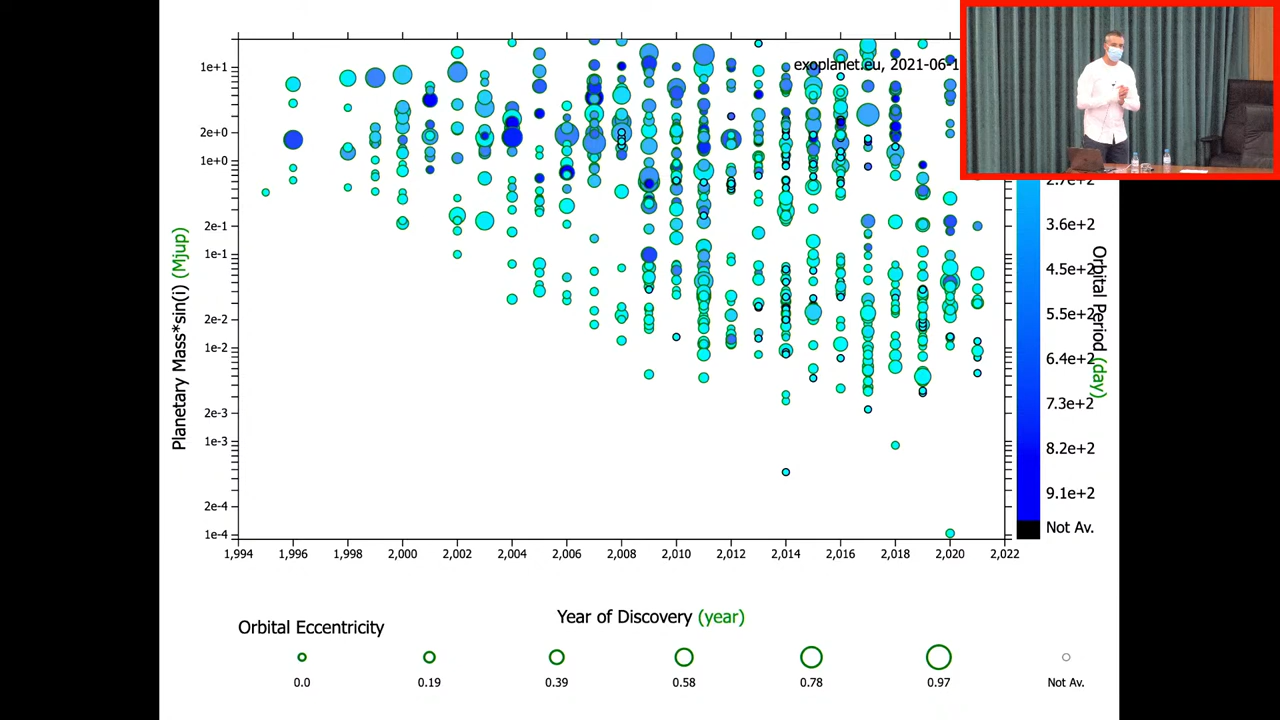 exoplanet.eu, 2021-06-1
1e+1
2e+0
1e+0
2e-1
1e-1
2e-2
1e-2
2e-3
1e-3
2e-4
1e-4
Planetary Mass*sin(i) (Mjup)
1,994 1,996 1,998 2,000 2,002 2,004 2,006 2,008 2,010 2,012 2,014 2,016 2,018 2,020 2,022
Year of Discovery (year)
2.7e+2
3.6e+2
4.5e+2
5.5e+2
6.4e+2
7.3e+2
8.2e+2
9.1e+2
Not Av.
Orbital Period (day)
Orbital Eccentricity
0.0 0.19 0.39 0.58 0.78 0.97 Not Av.